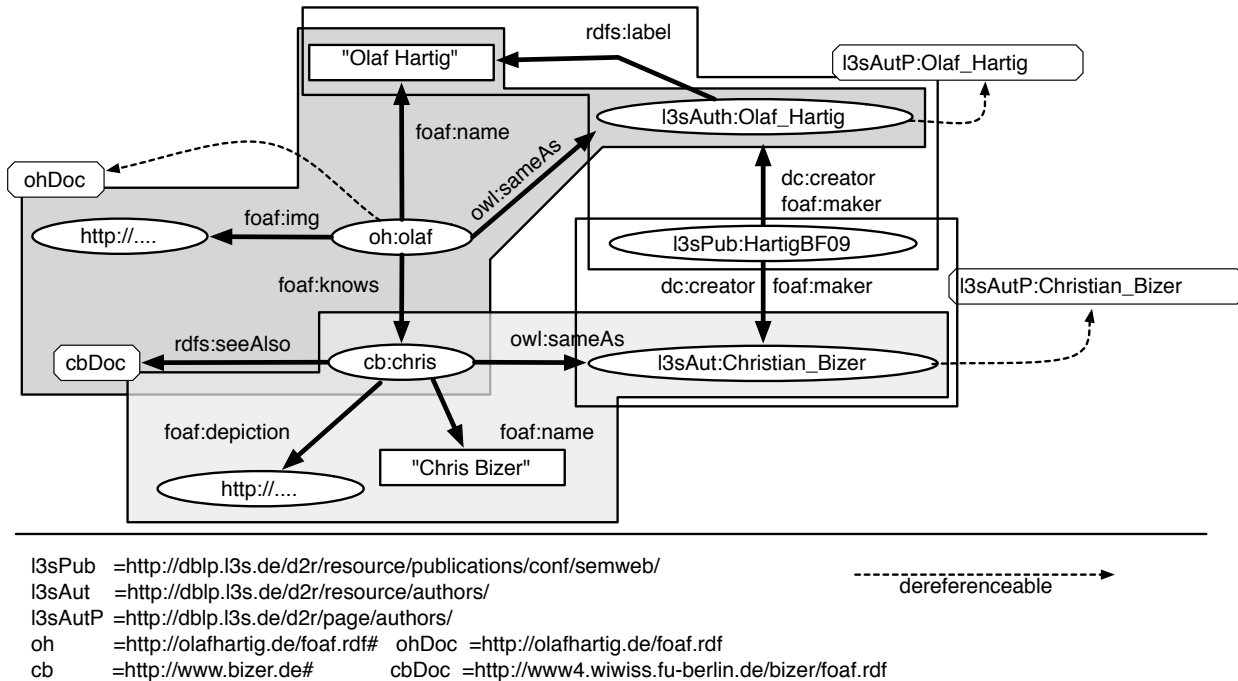 rdfs:label
"Olaf Hartig"
l3sAutP:Olaf_Hartig
l3sAuth:Olaf_Hartig
foaf:name
owl:sameAs
ohDoc
dc:creator
foaf:maker
foaf:img
http://....
oh:olaf
l3sPub:HartigBF09
foaf:knows
dc:creator
foaf:maker
l3sAutP:Christian_Bizer
rdfs:seeAlso
owl:sameAs
cbDoc
cb:chris
l3sAut:Christian_Bizer
foaf:depiction
foaf:name
"Chris Bizer"
http://....
l3sPub =http://dblp.l3s.de/d2r/resource/publications/conf/semweb/
l3sAut =http://dblp.l3s.de/d2r/resource/authors/
l3sAutP =http://dblp.l3s.de/d2r/page/authors/
oh =http://olafhartig.de/foaf.rdf# ohDoc =http://olafhartig.de/foaf.rdf
cb =http://www.bizer.de# cbDoc =http://www4.wiwiss.fu-berlin.de/bizer/foaf.rdf
dereferenceable